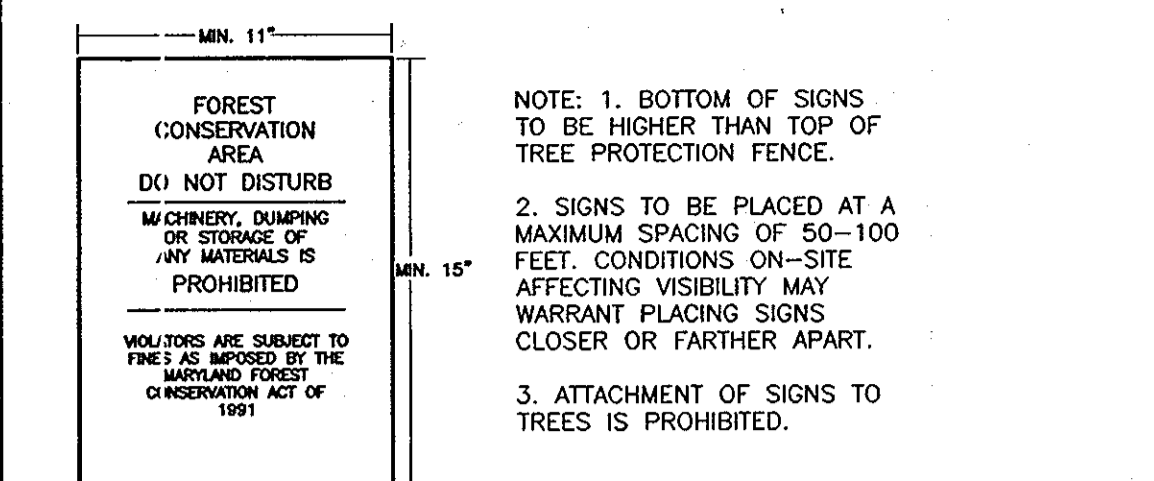 MIN. 11"
FOREST
CONSERVATION
AREA
DO NOT DISTURB
MACHINERY, DUMPING
OR STORAGE OF
ANY MATERIALS IS
PROHIBITED
VIOLATORS ARE SUBJECT TO
FINES AS IMPOSED BY THE
MARYLAND FOREST
CONSERVATION ACT OF
1991
MIN. 15"
NOTE: 1. BOTTOM OF SIGNS
TO BE HIGHER THAN TOP OF
TREE PROTECTION FENCE.
2. SIGNS TO BE PLACED AT A
MAXIMUM SPACING OF 50-100
FEET. CONDITIONS ON-SITE
AFFECTING VISIBILITY MAY
WARRANT PLACING SIGNS
CLOSER OR FARTHER APART.
3. ATTACHMENT OF SIGNS TO
TREES IS PROHIBITED.